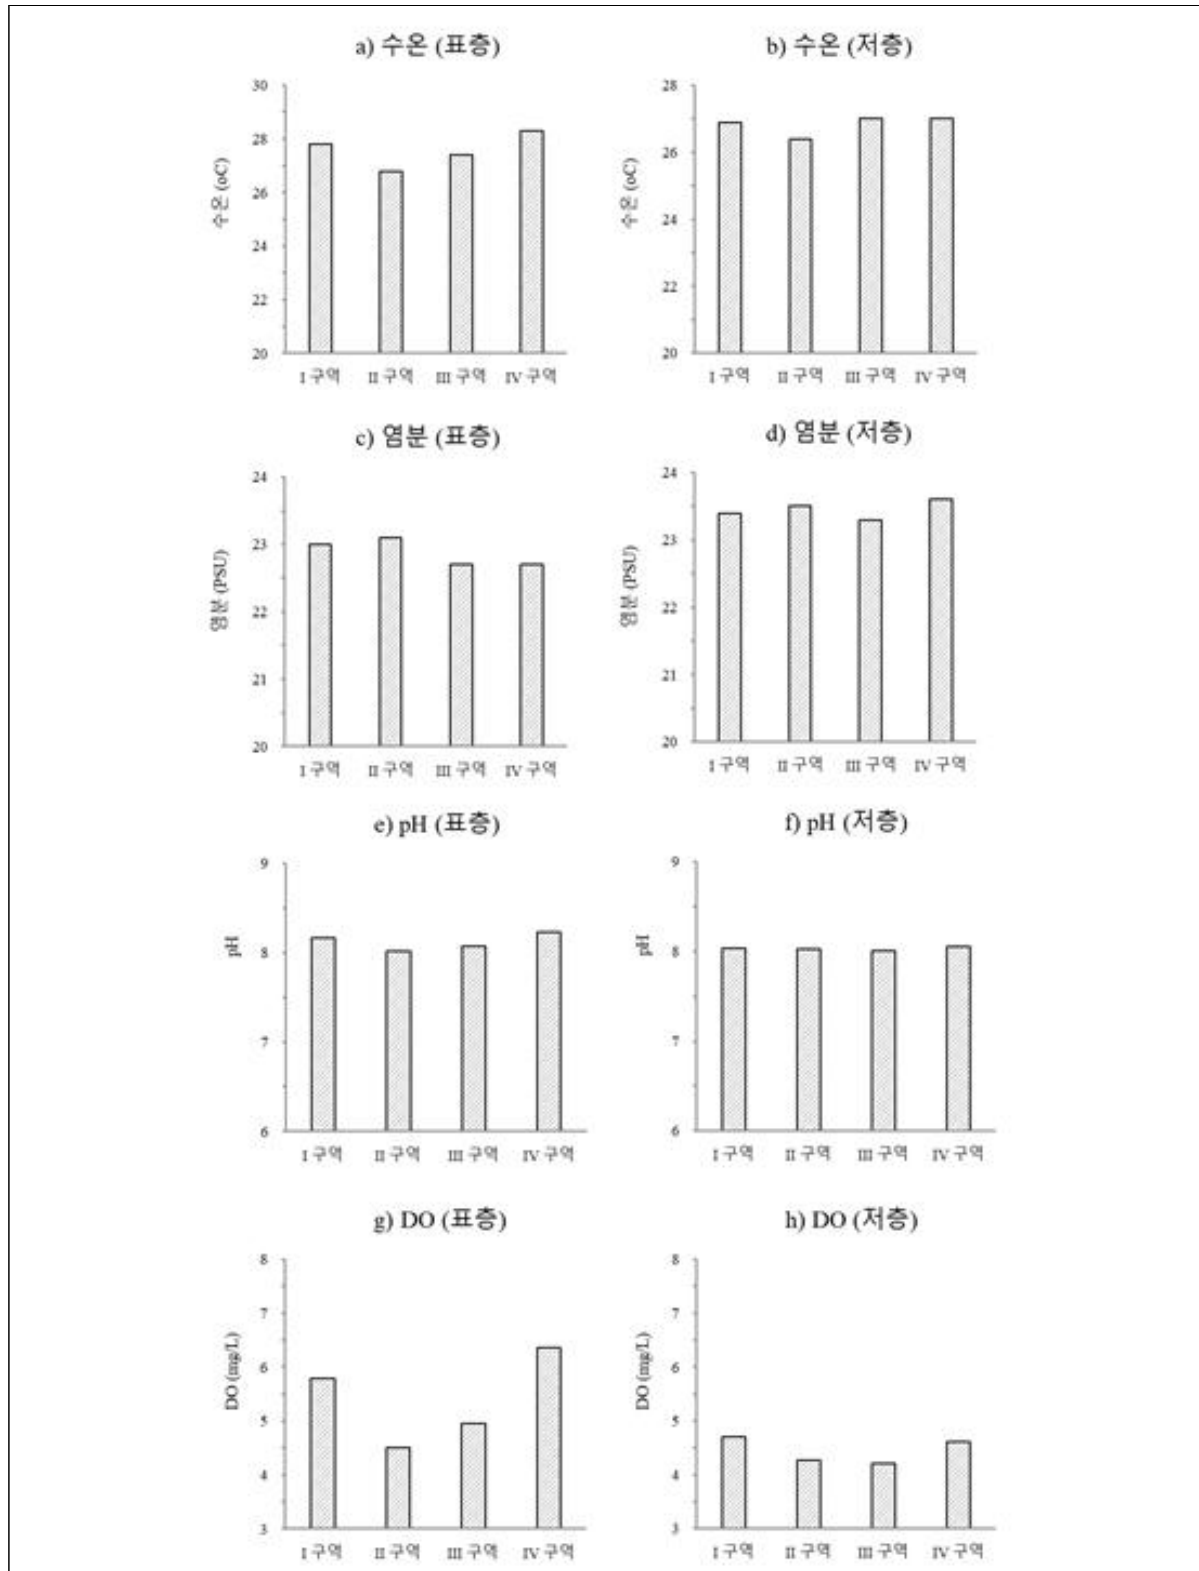 a) 수온 (표층)
30
28
26
24
22
20
수온 (oC)
I 구역 II 구역 III 구역 IV 구역
b) 수온 (저층)
28
26
24
22
20
수온 (oC)
I 구역 II 구역 III 구역 IV 구역
c) 염분 (표층)
24
23
22
21
20
염분 (PSU)
I 구역 II 구역 III 구역 IV 구역
d) 염분 (저층)
24
23
22
21
20
염분 (PSU)
I 구역 II 구역 III 구역 IV 구역
e) pH (표층)
9
8
7
6
pH
I 구역 II 구역 III 구역 IV 구역
f) pH (저층)
9
8
7
6
pH
I 구역 II 구역 III 구역 IV 구역
g) DO (표층)
8
7
6
5
4
3
DO (mg/L)
I 구역 II 구역 III 구역 IV 구역
h) DO (저층)
8
7
6
5
4
3
DO (mg/L)
I 구역 II 구역 III 구역 IV 구역